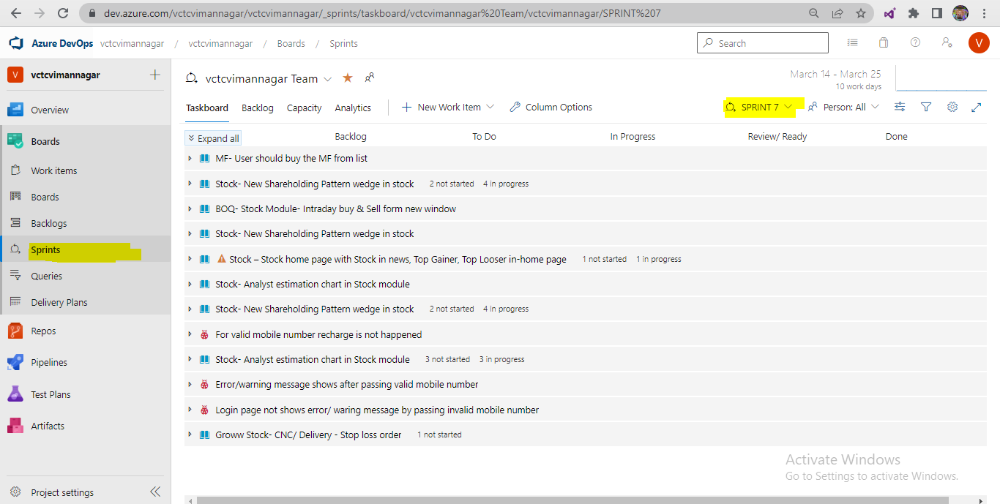 dev.azure.com/vctcvimannagar/vctcvimannagar/_sprints/taskboard/vctcvimannagar%20Team/vctcvimannagar/SPRINT%207
Azure DevOps vctcvimannagar / vctcvimannagar / Boards / Sprints
Search
V
V vctcvimannagar
Overview
Boards
Work items
Boards
Backlogs
Sprints
Queries
Delivery Plans
Repos
Pipelines
Test Plans
Artifacts
Project settings
vctcvimannagar Team
March 14 - March 25
10 work days
Taskboard Backlog Capacity Analytics New Work Item Column Options SPRINT 7 Person: All
Expand all Backlog To Do In Progress Review/ Ready Done
MF- User should buy the MF from list
Stock- New Shareholding Pattern wedge in stock 2 not started 4 in progress
BOQ- Stock Module- Intraday buy & Sell form new window
Stock- New Shareholding Pattern wedge in stock
Stock – Stock home page with Stock in news, Top Gainer, Top Looser in-home page 1 not started 1 in progress
Stock- Analyst estimation chart in Stock module
Stock- New Shareholding Pattern wedge in stock 2 not started 4 in progress
For valid mobile number recharge is not happened
Stock- Analyst estimation chart in Stock module 3 not started 3 in progress
Error/warning message shows after passing valid mobile number
Login page not shows error/ waring message by passing invalid mobile number
Groww Stock- CNC/ Delivery - Stop loss order 1 not started
Activate Windows
Go to Settings to activate Windows.